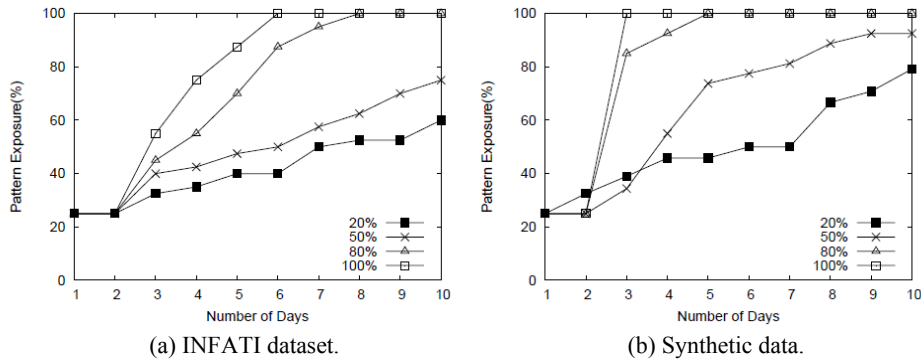 100
80
60
40
20
0
Pattern Exposure(%)
1 2 3 4 5 6 7 8 9 10
Number of Days
20%
50%
80%
100%
(a) INFATI dataset.
100
80
60
40
20
0
Pattern Exposure(%)
1 2 3 4 5 6 7 8 9 10
Number of Days
20%
50%
80%
100%
(b) Synthetic data.